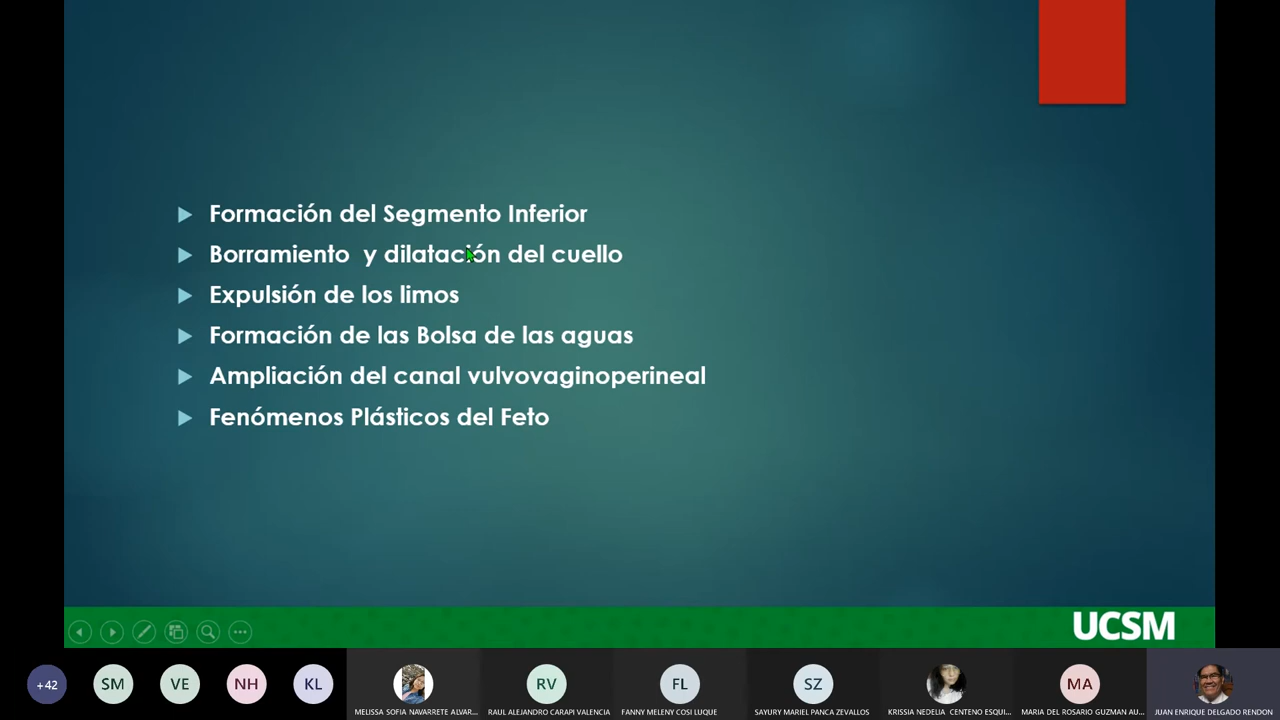 Formación del Segmento Inferior
Borramiento  y dilatación del cuello
Expulsión de los limos
Formación de las Bolsa de las aguas
Ampliación del canal vulvovaginoperineal
Fenómenos Plásticos del Feto
UCSM
+42
SM
VE
NH
KL
RV
FL
SZ
MA
MELISSA SOFIA NAVARRETE ALVAR...
RAUL ALEJANDRO CARAPI VALENCIA
FANNY MELENY COSI LUQUE
SAYURY MARIEL PANCA ZEVALLOS
KRISSIA NEDELIA  CENTENO ESQUI...
MARIA DEL ROSARIO GUZMAN AU...
JUAN ENRIQUE DELGADO RENDON